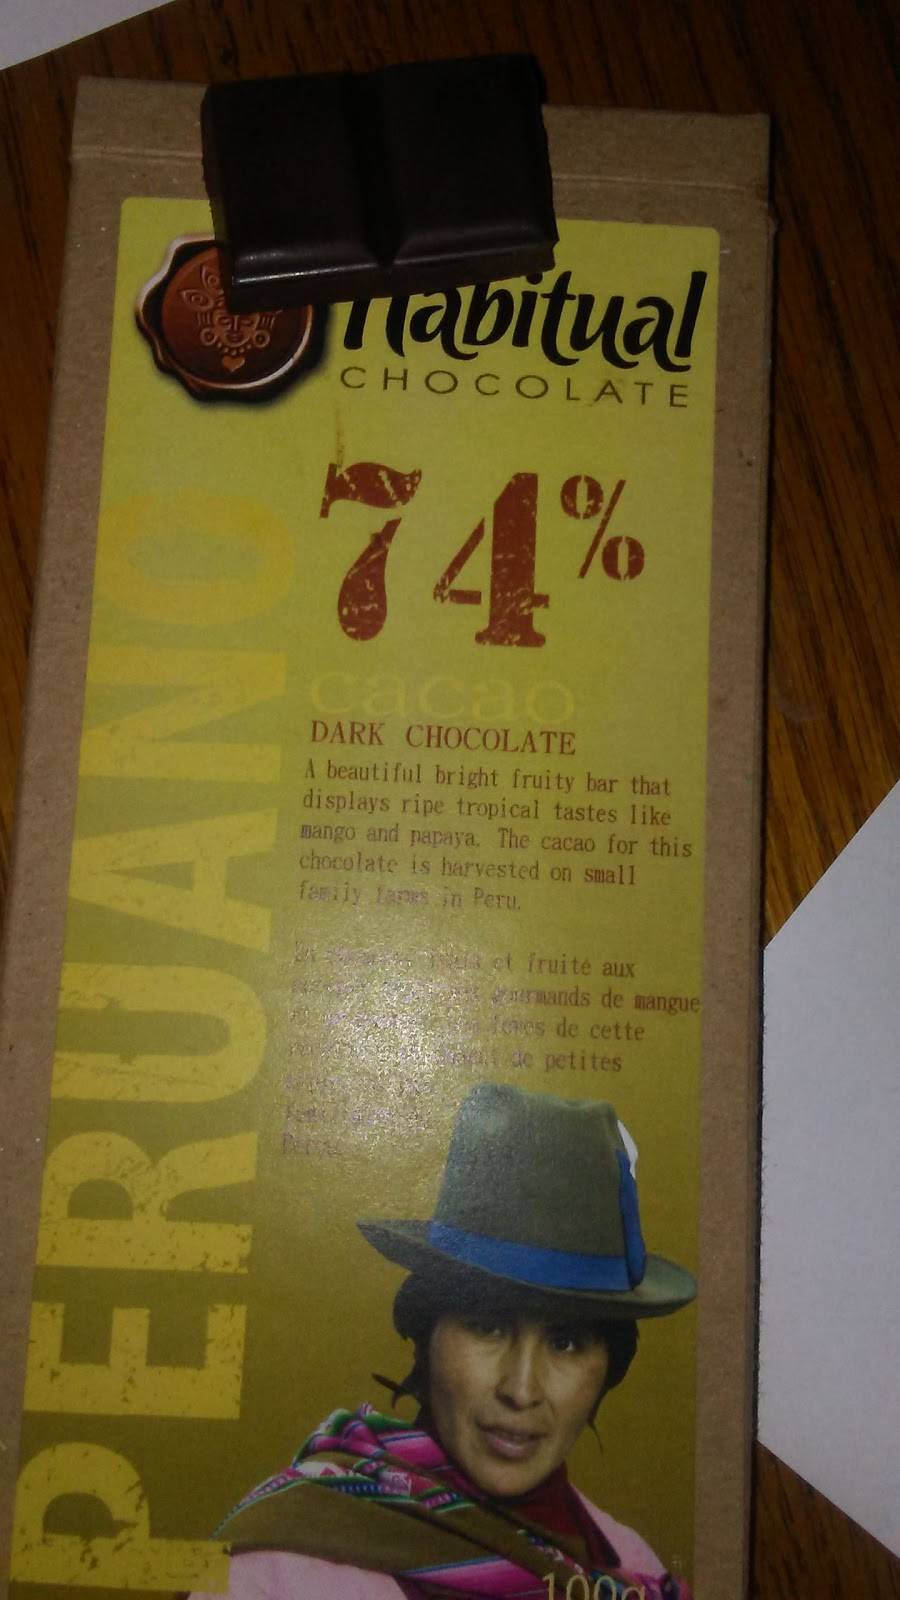 Habitual
CHOCOLATE
74%
cacao
DARK CHOCOLATE
A beautiful bright fruity bar that
displays ripe tropical tastes like
mango and papaya. The cacao for this
chocolate is harvested on small
family farms in Peru.
et fruité aux
gourmands de mangue
fèves de cette
de petites
PERUANO
100g